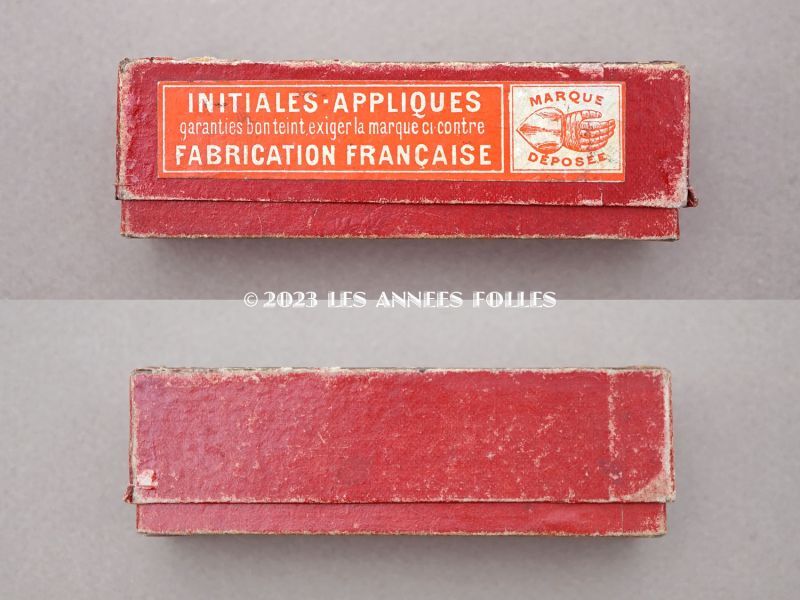 INITIALES-APPLIQUES
garanties bon teint, exiger la marque ci-contre
FABRICATION FRANÇAISE
MARQUE
DÉPOSÉE
© 2023 LES ANNEES FOLLES